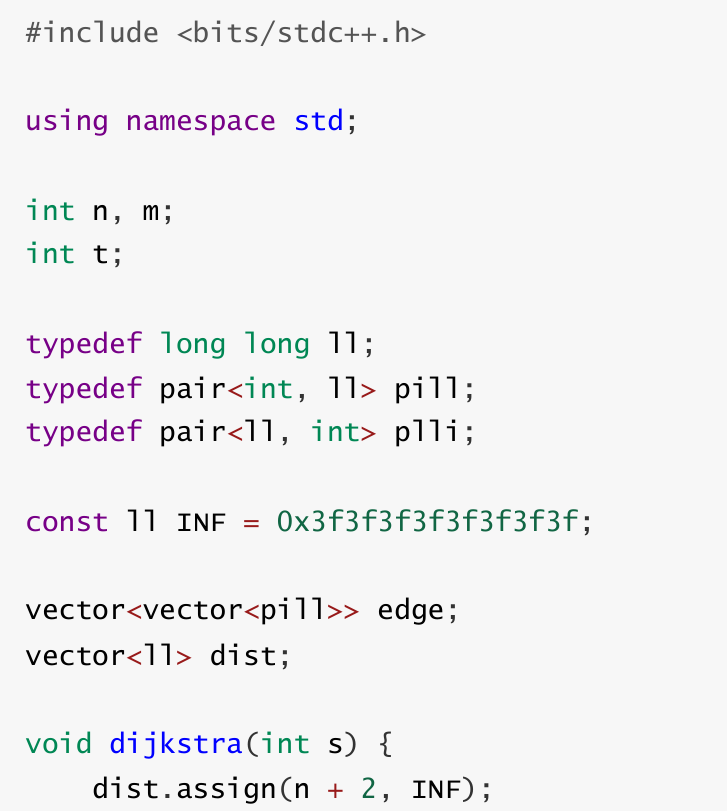 #include <bits/stdc++.h>
using namespace std;
int n, m;
int t;
typedef long long ll;
typedef pair<int, ll> pill;
typedef pair<ll, int> plli;
const ll INF = 0x3f3f3f3f3f3f3f3f;
vector<vector<pill>> edge;
vector<ll> dist;
void dijkstra(int s) {
    dist.assign(n + 2, INF);